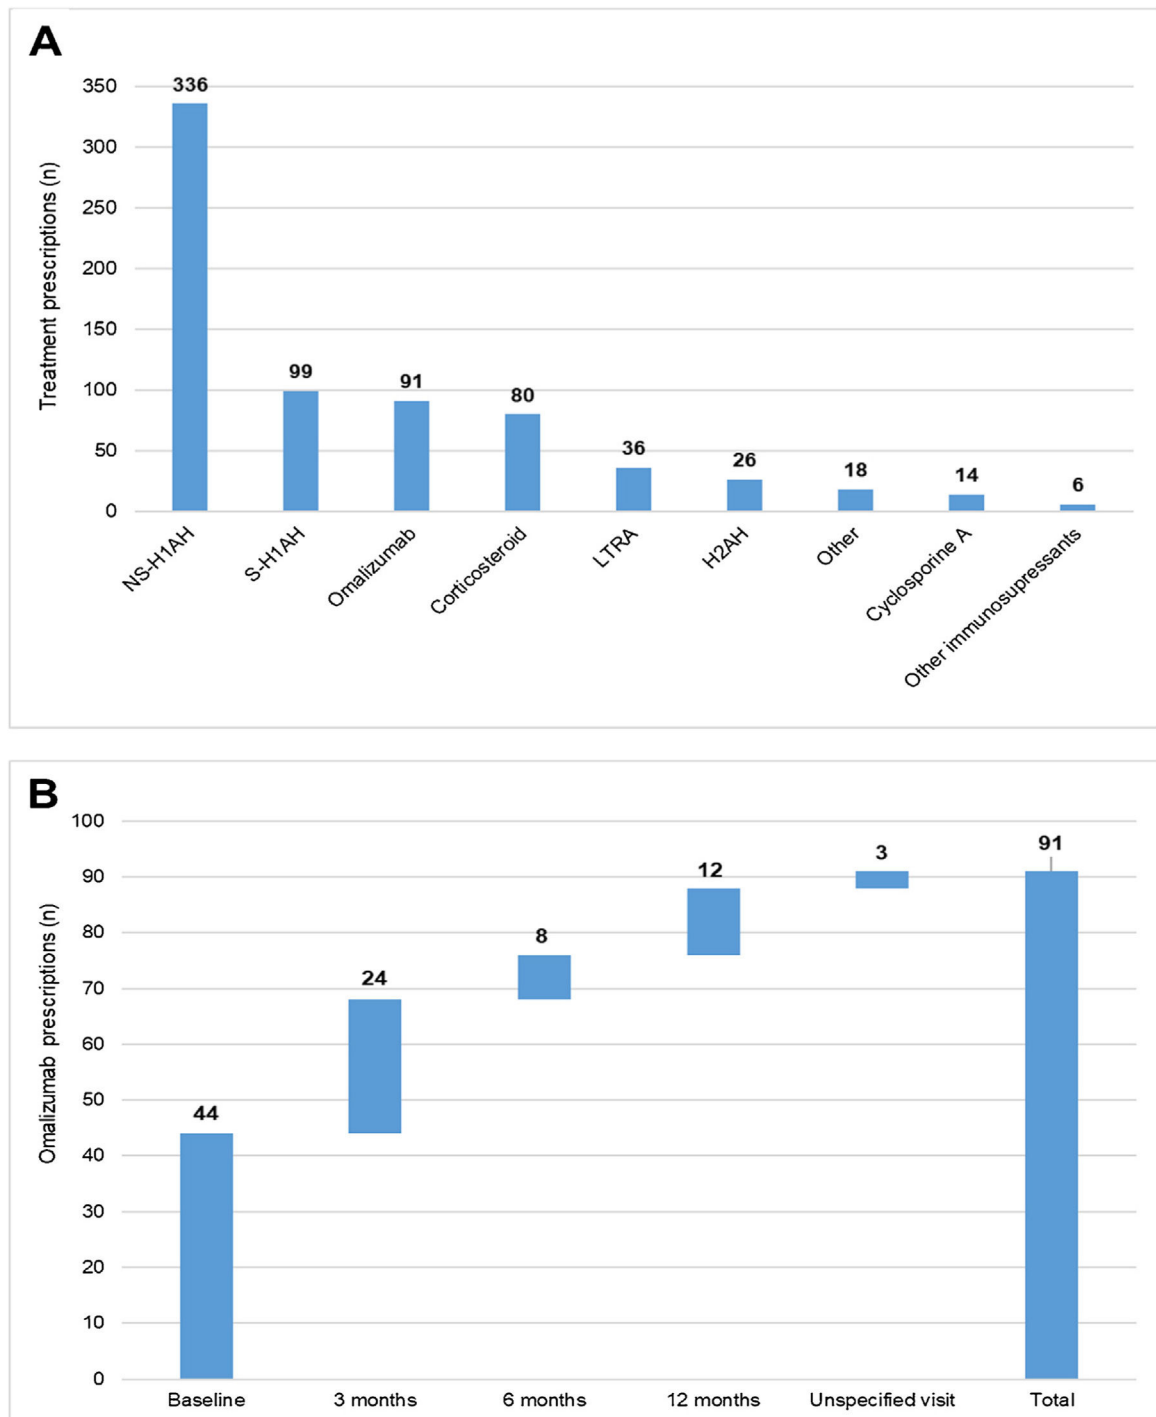 A
Treatment prescriptions (n)
350
300
250
200
150
100
50
0
336
99
91
80
36
26
18
14
6
NS-H1AH
S-H1AH
Omalizumab
Corticosteroid
LTRA
H2AH
Other
Cyclosporine A
Other immunosupressants
B
Omalizumab prescriptions (n)
100
90
80
70
60
50
40
30
20
10
0
44
24
8
12
3
91
Baseline
3 months
6 months
12 months
Unspecified visit
Total